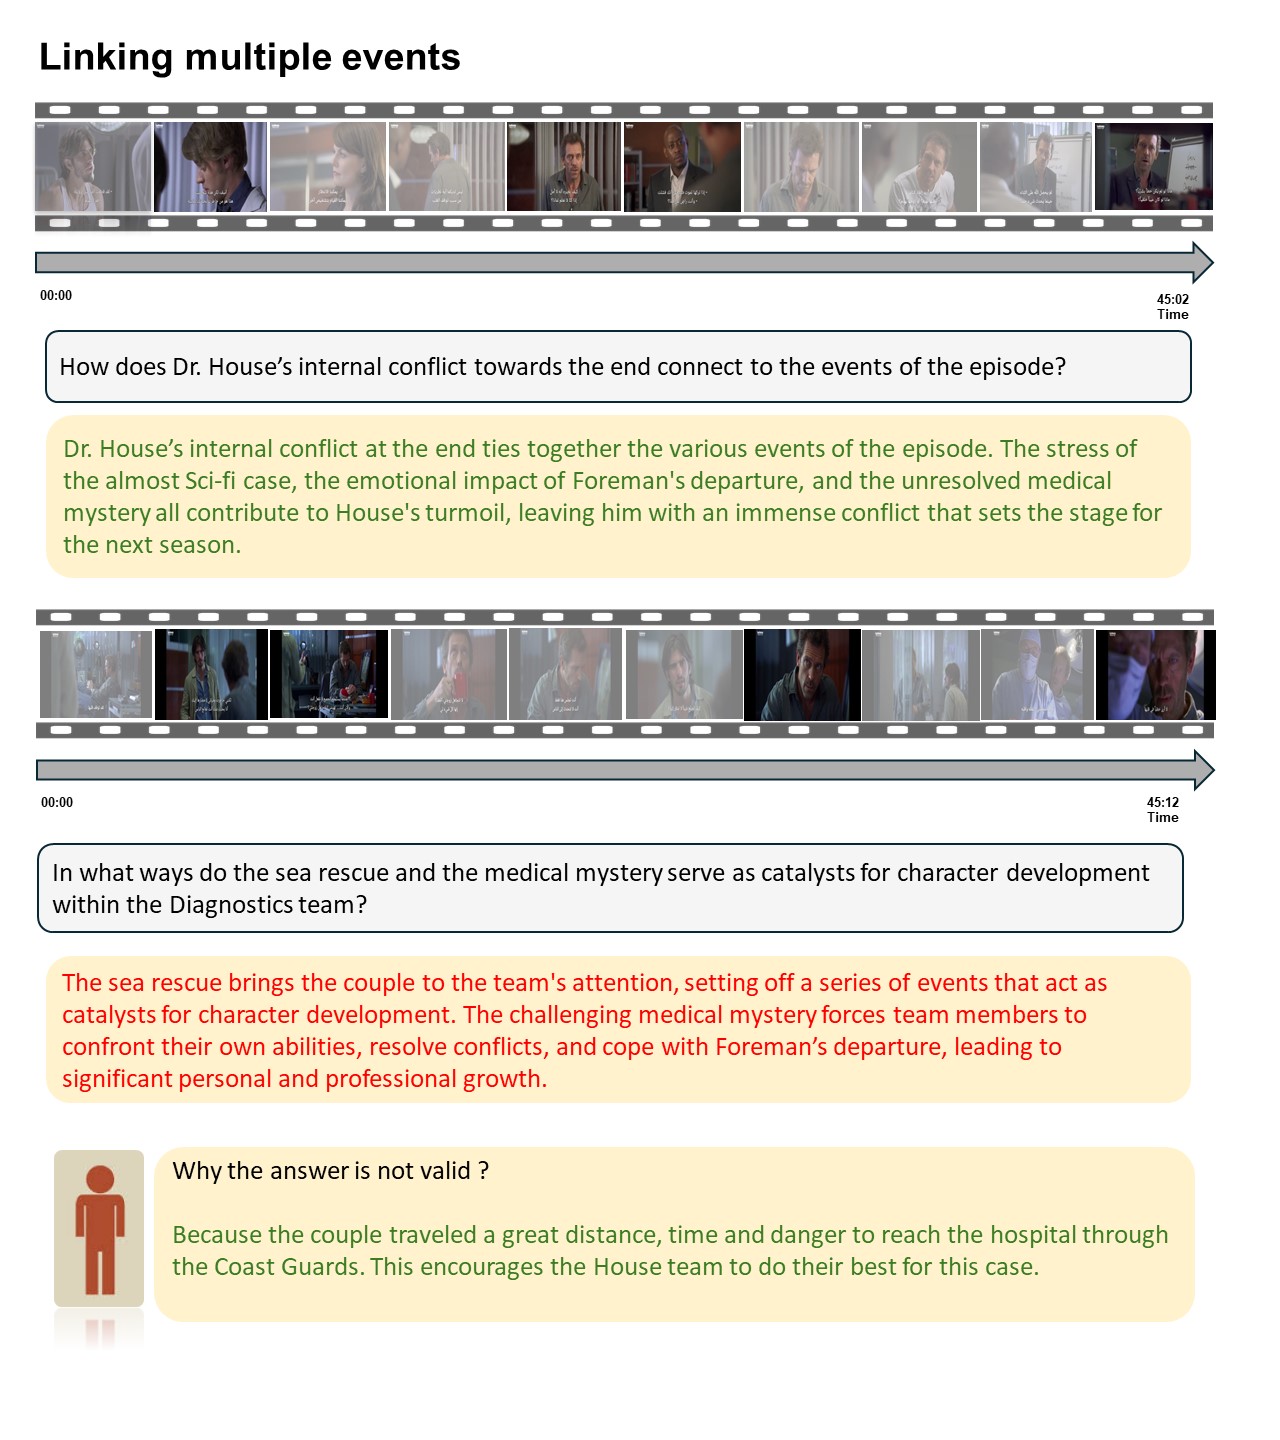 Linking multiple events
00:00
45:02
Time
How does Dr. House’s internal conflict towards the end connect to the events of the episode?
Dr. House’s internal conflict at the end ties together the various events of the episode. The stress of
the almost Sci-fi case, the emotional impact of Foreman's departure, and the unresolved medical
mystery all contribute to House's turmoil, leaving him with an immense conflict that sets the stage for
the next season.
00:00
45:12
Time
In what ways do the sea rescue and the medical mystery serve as catalysts for character development
within the Diagnostics team?
The sea rescue brings the couple to the team's attention, setting off a series of events that act as
catalysts for character development. The challenging medical mystery forces team members to
confront their own abilities, resolve conflicts, and cope with Foreman’s departure, leading to
significant personal and professional growth.
Why the answer is not valid ?
Because the couple traveled a great distance, time and danger to reach the hospital through
the Coast Guards. This encourages the House team to do their best for this case.